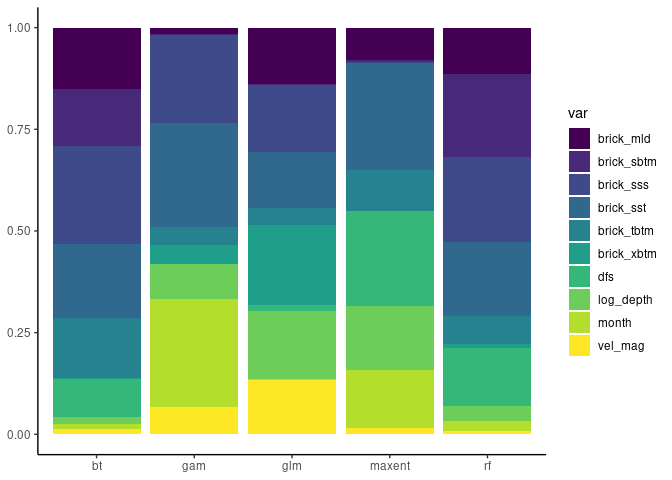 1.00
0.75
0.50
0.25
0.00
bt gam glm maxent rf
var
brick_mld
brick_sbtm
brick_sss
brick_sst
brick_tbtm
brick_xbtm
dfs
log_depth
month
vel_mag